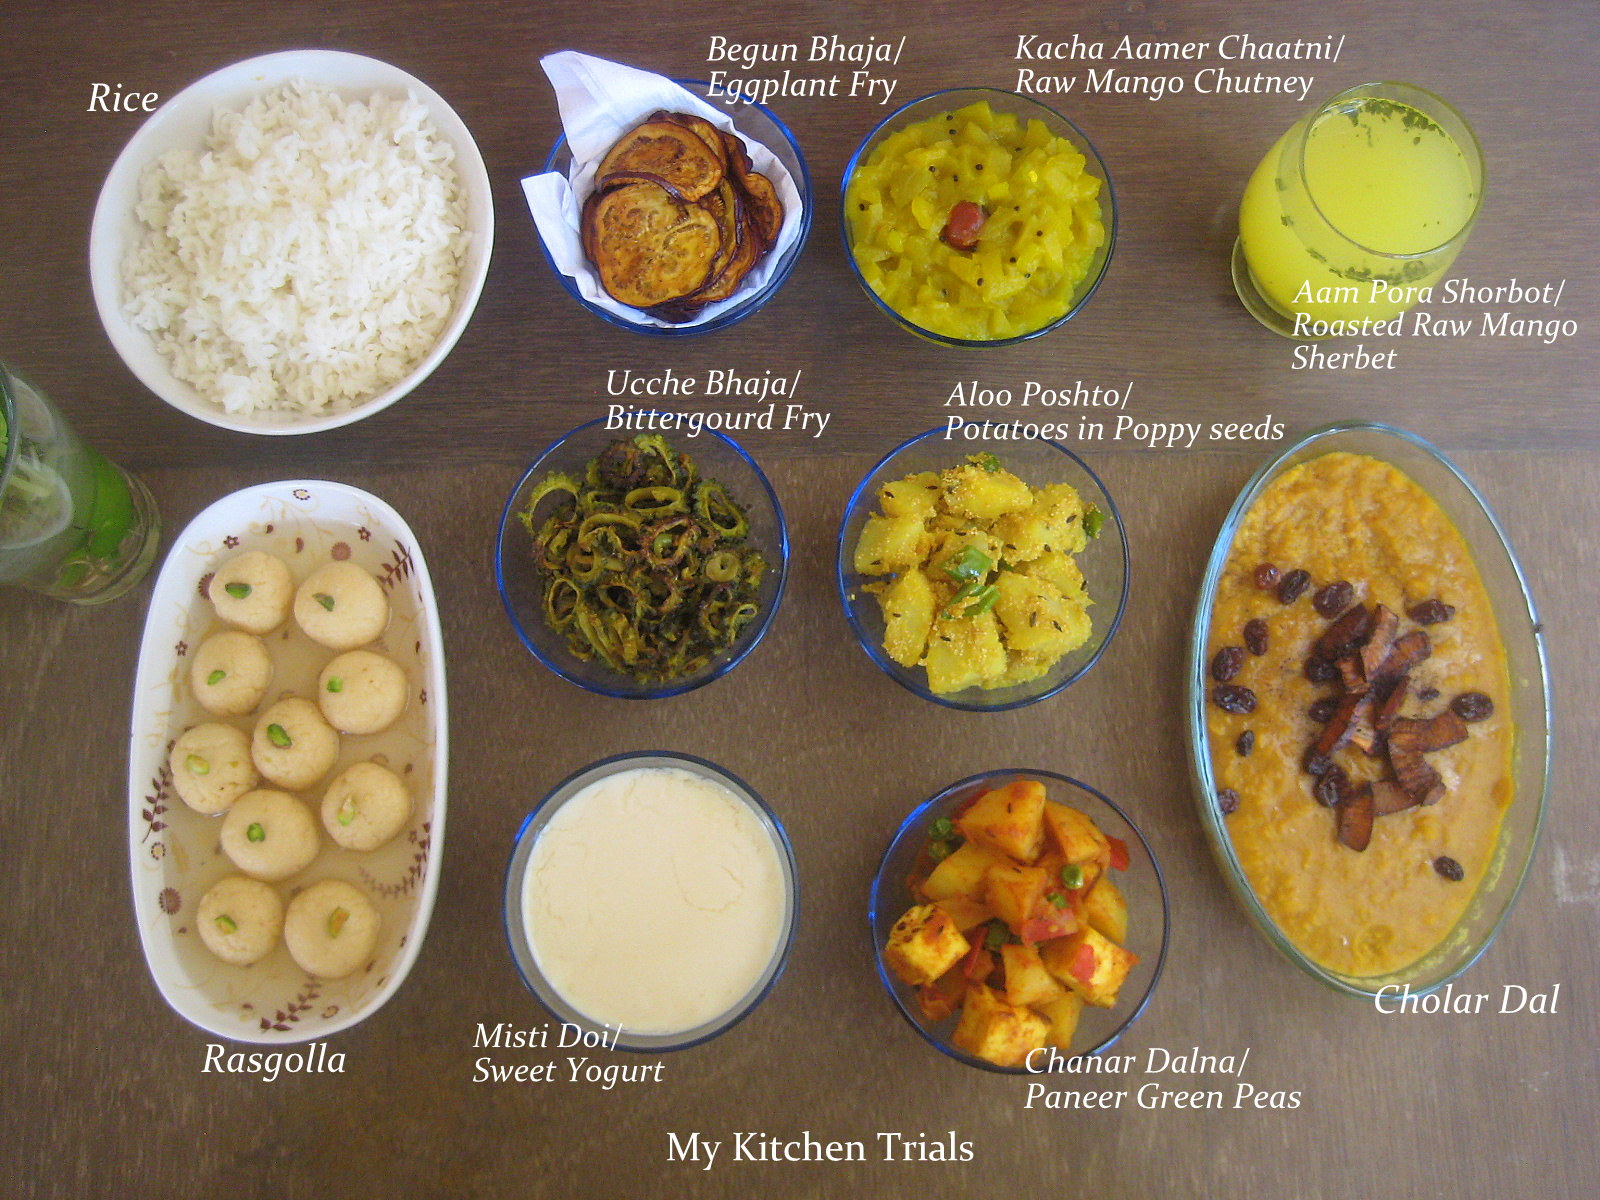 Rice
Begun Bhaja/
Eggplant Fry
Kacha Aamer Chaatni/
Raw Mango Chutney
Aam Pora Shorbot/
Roasted Raw Mango
Sherbet
Ucche Bhaja/
Bittergourd Fry
Aloo Poshto/
Potatoes in Poppy seeds
Rasgolla
Misti Doi/
Sweet Yogurt
Chanar Dalna/
Paneer Green Peas
Cholar Dal
My Kitchen Trials